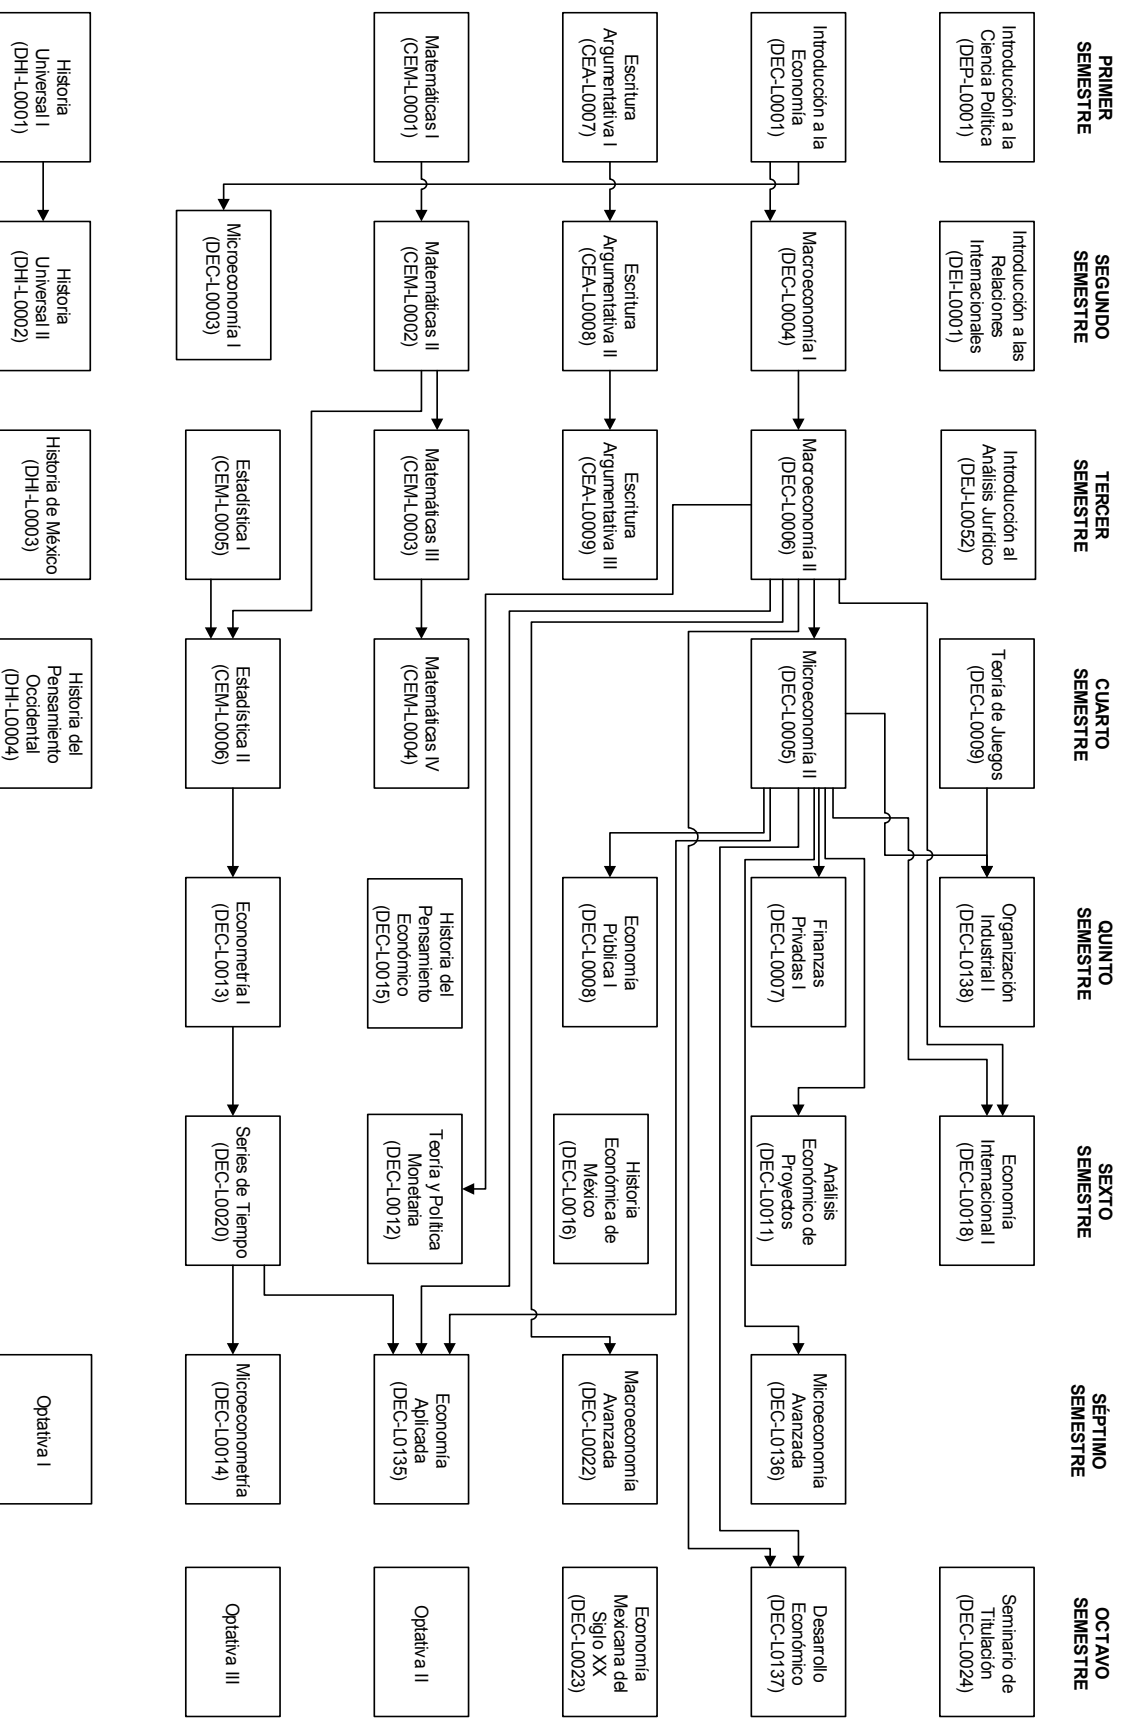 PRIMER
SEMESTRE
Introducción a la
Ciencia Política
(DEP-L0001)
Introducción a la
Economía
(DEC-L0001)
Escritura
Argumentativa I
(CEA-L0007)
Matemáticas I
(CEM-L0001)
Historia
Universal I
(DHI-L0001)
SEGUNDO
SEMESTRE
Introducción a las
Relaciones
Internacionales
(DEI-L0001)
Macroeconomía I
(DEC-L0004)
Escritura
Argumentativa II
(CEA-L0008)
Matemáticas II
(CEM-L0002)
Microeconomía I
(DEC-L0003)
Historia
Universal II
(DHI-L0002)
TERCER
SEMESTRE
Introducción al
Análisis Jurídico
(DEJ-L0052)
Macroeconomía II
(DEC-L0006)
Escritura
Argumentativa III
(CEA-L0009)
Matemáticas III
(CEM-L0003)
Estadística I
(CEM-L0005)
Historia de México
(DHI-L0003)
CUARTO
SEMESTRE
Teoría de Juegos
(DEC-L0009)
Microeconomía II
(DEC-L0005)
Matemáticas IV
(CEM-L0004)
Estadística II
(CEM-L0006)
Historia del
Pensamiento
Occidental
(DHI-L0004)
QUINTO
SEMESTRE
Organización
Industrial I
(DEC-L0138)
Finanzas
Privadas I
(DEC-L0007)
Economía
Pública I
(DEC-L0008)
Historia del
Pensamiento
Económico
(DEC-L0015)
Econometría I
(DEC-L0013)
SEXTO
SEMESTRE
Economía
Internacional I
(DEC-L0018)
Análisis
Económico de
Proyectos
(DEC-L0011)
Historia
Económica de
México
(DEC-L0016)
Teoría y Política
Monetaria
(DEC-L0012)
Series de Tiempo
(DEC-L0020)
SÉPTIMO
SEMESTRE
Microeconomía
Avanzada
(DEC-L0136)
Macroeconomía
Avanzada
(DEC-L0022)
Economía
Aplicada
(DEC-L0135)
Microeconometría
(DEC-L0014)
Optativa I
OCTAVO
SEMESTRE
Seminario de
Titulación
(DEC-L0024)
Desarrollo
Económico
(DEC-L0137)
Economía
Mexicana del
Siglo XX
(DEC-L0023)
Optativa II
Optativa III